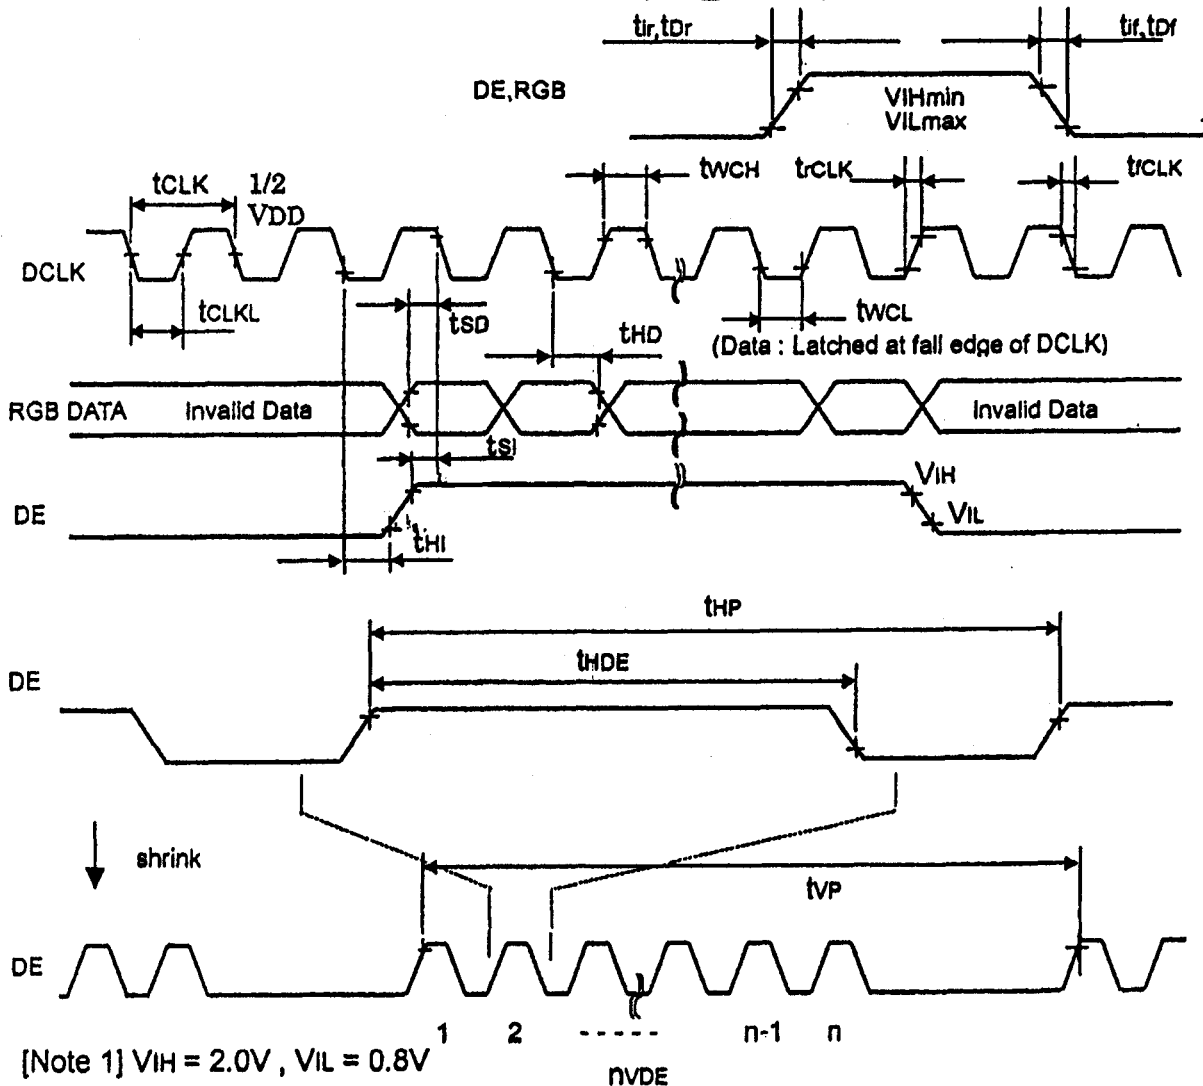 tir,tDr
tif,tDf
DE,RGB
VIHmin
VILmax
tCLK
1/2
VDD
tWCH
trCLK
tfCLK
DCLK
tCLKL
tSD
tHD
tWCL
(Data : Latched at fall edge of DCLK)
RGB DATA
Invalid Data
Invalid Data
tSI
DE
VIH
VIL
tHI
tHP
DE
tHDE
shrink
tVP
DE
1 2 ----- n-1 n
[Note 1] VIH = 2.0V , VIL = 0.8V
nVDE